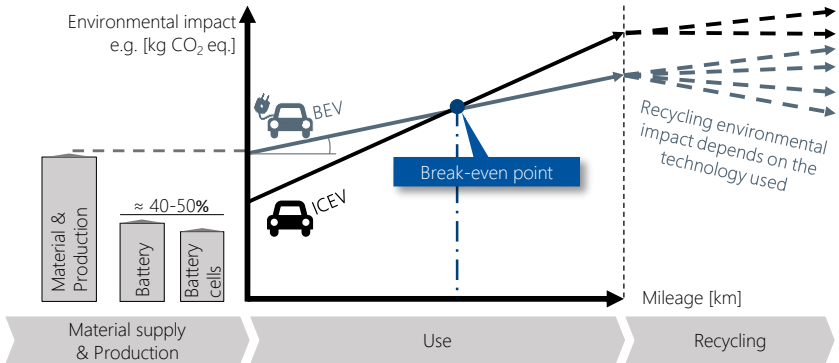 Environmental impact
e.g. [kg CO₂ eq.]
BEV
ICEV
Break-even point
Recycling environmental
impact depends on the
technology used
≈ 40-50%
Material &
Production
Battery
Battery
cells
Mileage [km]
Material supply
& Production
Use
Recycling